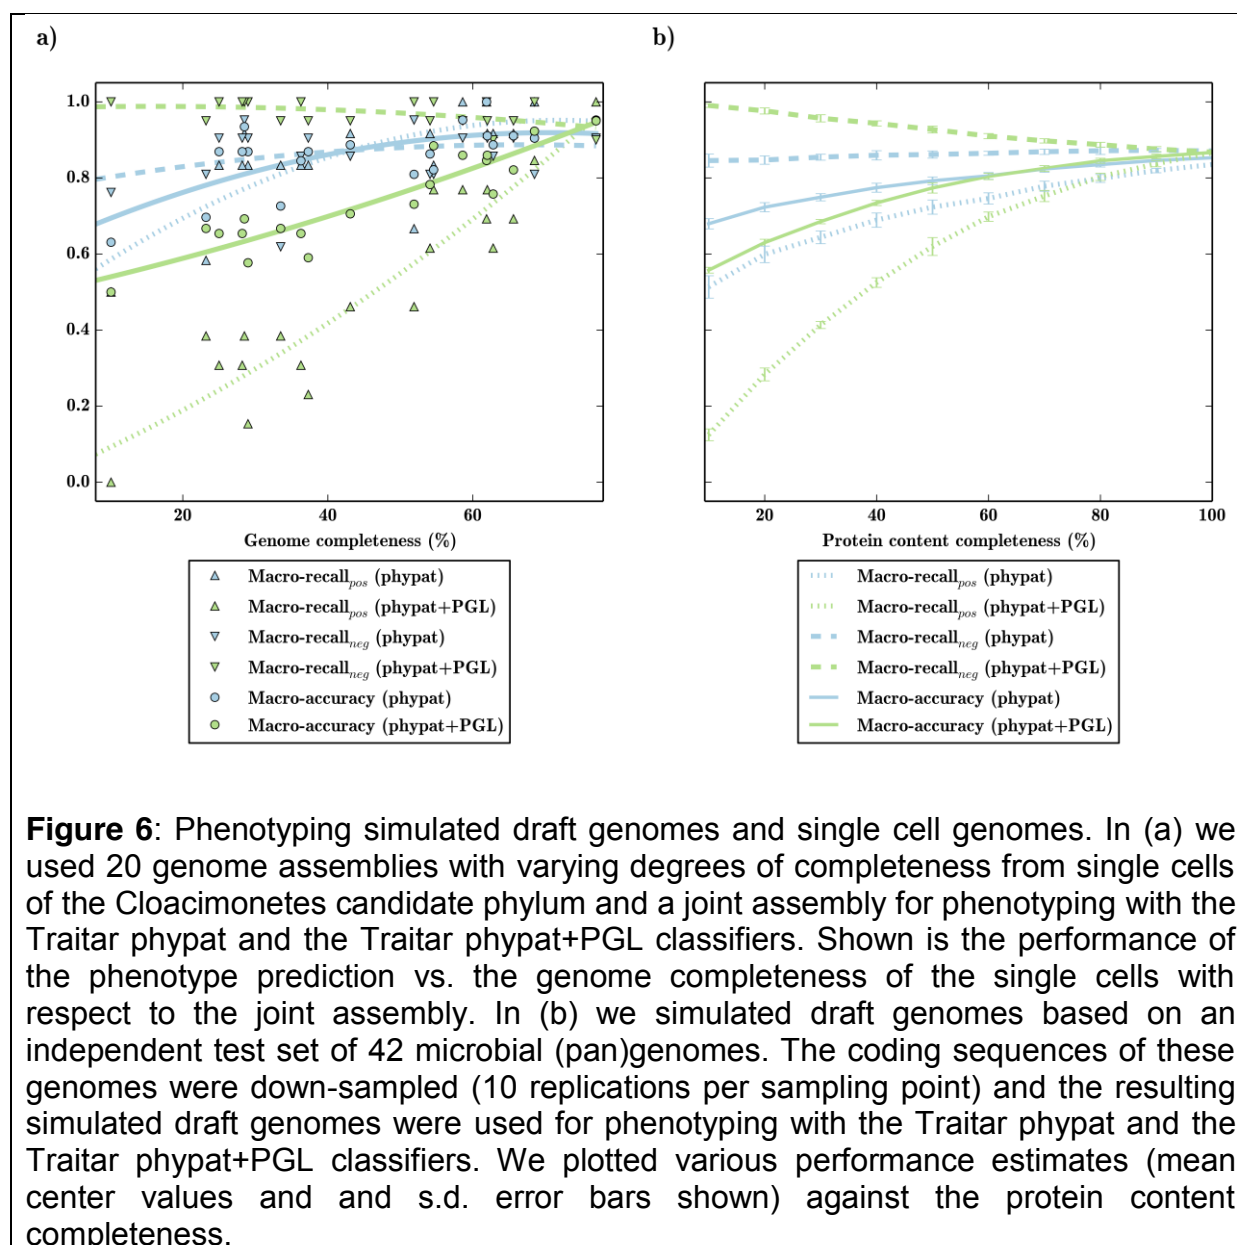 a)
b)
1.0
0.8
0.6
0.4
0.2
0.0
20
40
60
Genome completeness (%)
20
40
60
80
100
Protein content completeness (%)
Macro-recallpos (phypat)
Macro-recallpos (phypat+PGL)
Macro-recallneg (phypat)
Macro-recallneg (phypat+PGL)
Macro-accuracy (phypat)
Macro-accuracy (phypat+PGL)
Macro-recallpos (phypat)
Macro-recallpos (phypat+PGL)
Macro-recallneg (phypat)
Macro-recallneg (phypat+PGL)
Macro-accuracy (phypat)
Macro-accuracy (phypat+PGL)
Figure 6: Phenotyping simulated draft genomes and single cell genomes. In (a) we
used 20 genome assemblies with varying degrees of completeness from single cells
of the Cloacimonetes candidate phylum and a joint assembly for phenotyping with the
Traitar phypat and the Traitar phypat+PGL classifiers. Shown is the performance of
the phenotype prediction vs. the genome completeness of the single cells with
respect to the joint assembly. In (b) we simulated draft genomes based on an
independent test set of 42 microbial (pan)genomes. The coding sequences of these
genomes were down-sampled (10 replications per sampling point) and the resulting
simulated draft genomes were used for phenotyping with the Traitar phypat and the
Traitar phypat+PGL classifiers. We plotted various performance estimates (mean
center values and and s.d. error bars shown) against the protein content
completeness.